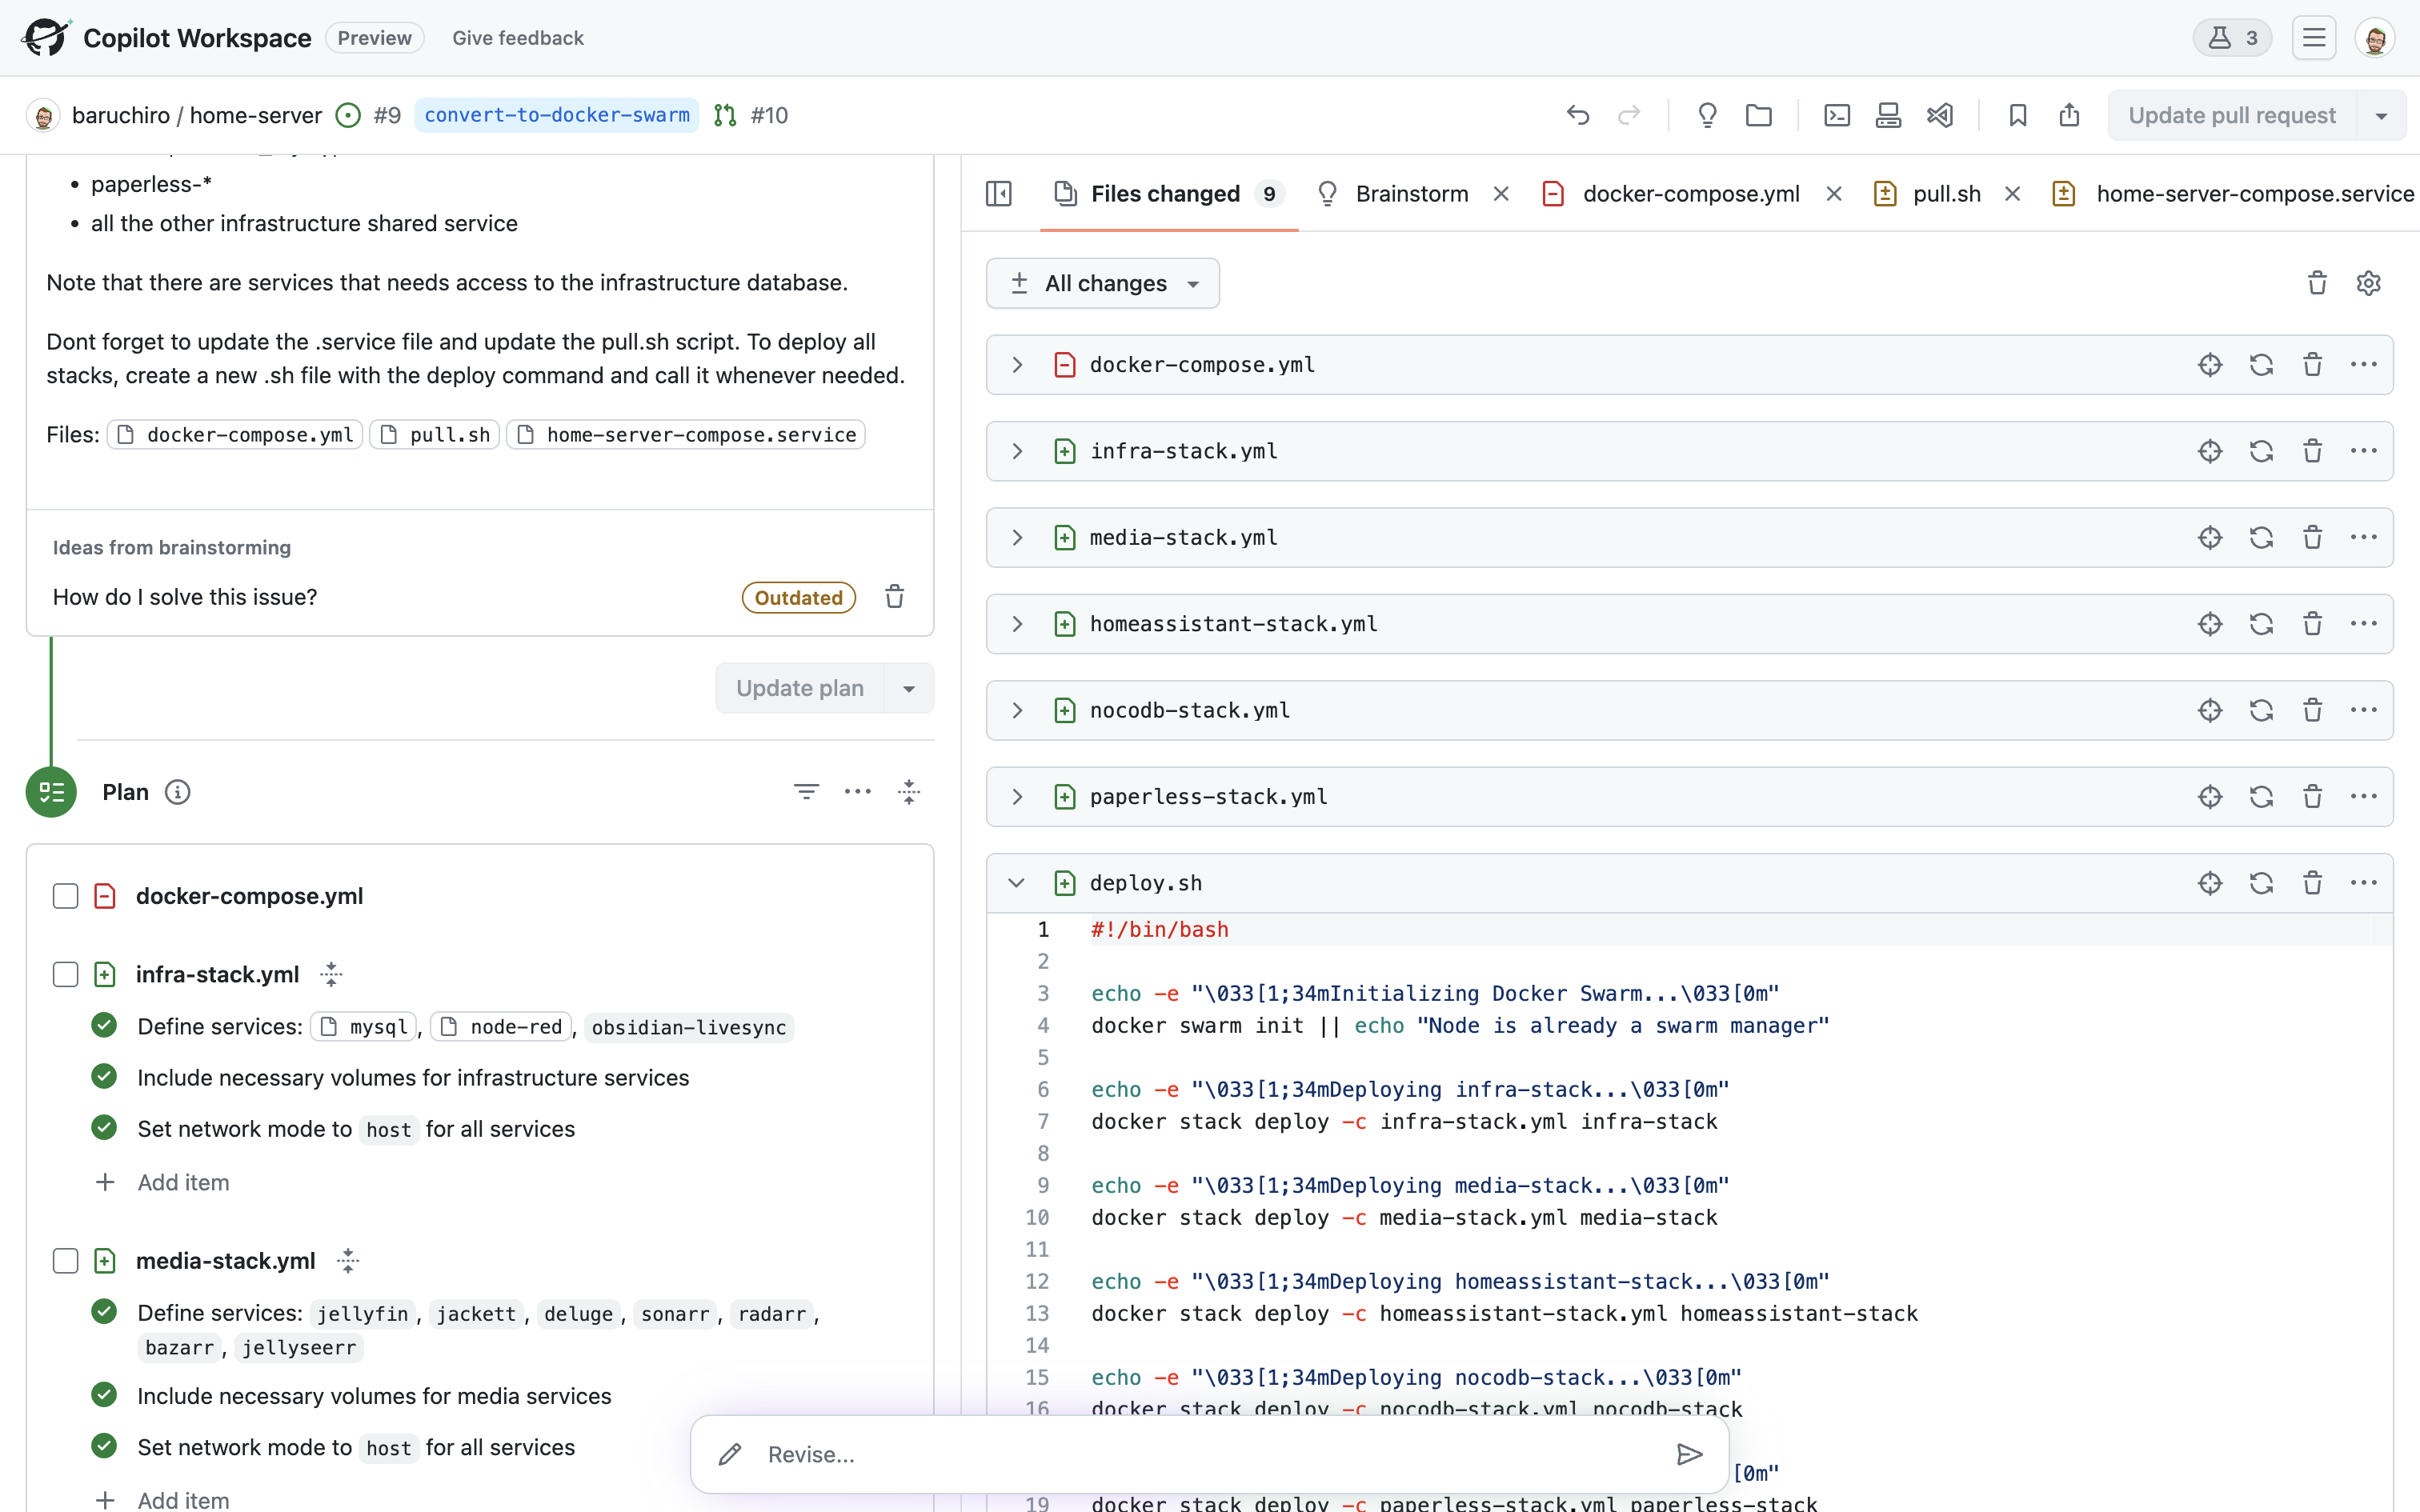 Copilot Workspace Preview Give feedback 3
baruchiro / home-server #9 convert-to-docker-swarm #10 Update pull request
paperless-*
all the other infrastructure shared service
Note that there are services that needs access to the infrastructure database.
Dont forget to update the .service file and update the pull.sh script. To deploy all
stacks, create a new .sh file with the deploy command and call it whenever needed.
Files: docker-compose.yml pull.sh home-server-compose.service
Ideas from brainstorming
How do I solve this issue? Outdated
Update plan
Plan
docker-compose.yml
infra-stack.yml
Define services: mysql, node-red, obsidian-livesync
Include necessary volumes for infrastructure services
Set network mode to host for all services
Add item
media-stack.yml
Define services: jellyfin, jackett, deluge, sonarr, radarr,
bazarr, jellyseerr
Include necessary volumes for media services
Set network mode to host for all services
Add item
Files changed 9 Brainstorm docker-compose.yml pull.sh home-server-compose.service
All changes
docker-compose.yml
infra-stack.yml
media-stack.yml
homeassistant-stack.yml
nocodb-stack.yml
paperless-stack.yml
deploy.sh
1 #!/bin/bash
2
3 echo -e "\033[1;34mInitializing Docker Swarm...\033[0m"
4 docker swarm init || echo "Node is already a swarm manager"
5
6 echo -e "\033[1;34mDeploying infra-stack...\033[0m"
7 docker stack deploy -c infra-stack.yml infra-stack
8
9 echo -e "\033[1;34mDeploying media-stack...\033[0m"
10 docker stack deploy -c media-stack.yml media-stack
11
12 echo -e "\033[1;34mDeploying homeassistant-stack...\033[0m"
13 docker stack deploy -c homeassistant-stack.yml homeassistant-stack
14
15 echo -e "\033[1;34mDeploying nocodb-stack...\033[0m"
16 docker stack deploy -c nocodb-stack.yml nocodb-stack
[0m"
19 docker stack deploy -c paperless-stack.yml paperless-stack
Revise...